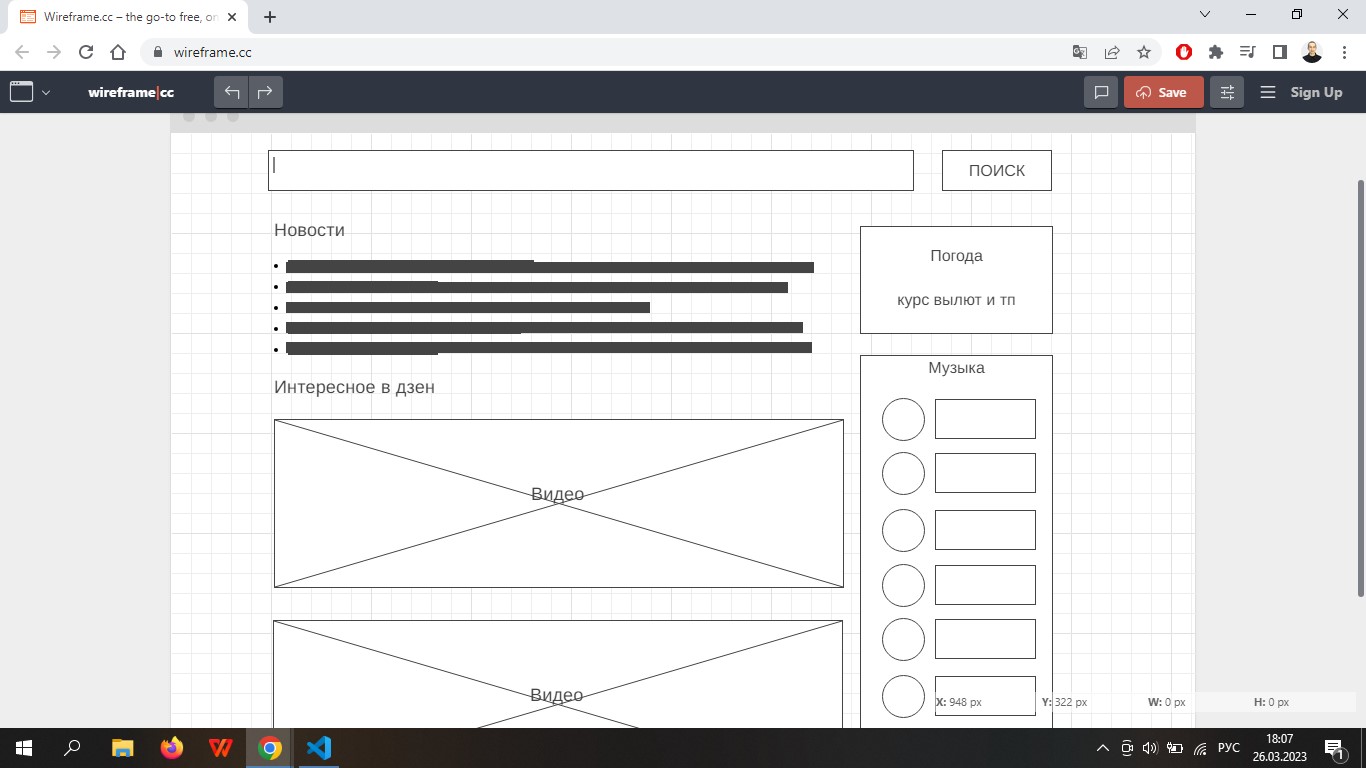 Wireframe.cc – the go-to free, on
wireframe.cc
wireframe|cc
Save
Sign Up
ПОИСК
Новости
Погода
курс вылют и тп
Интересное в дзен
Музыка
Видео
Видео
X: 948 px Y: 322 px W: 0 px H: 0 px
РУС
18:07
26.03.2023
1